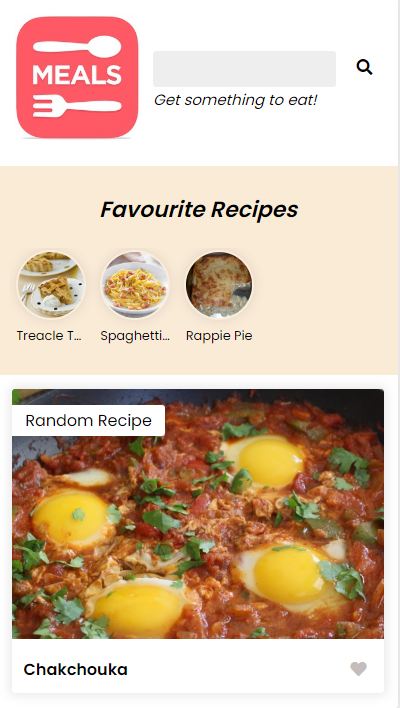 MEALS
Get something to eat!
Favourite Recipes
Treacle T...
Spaghetti...
Rappie Pie
Random Recipe
Chakchouka